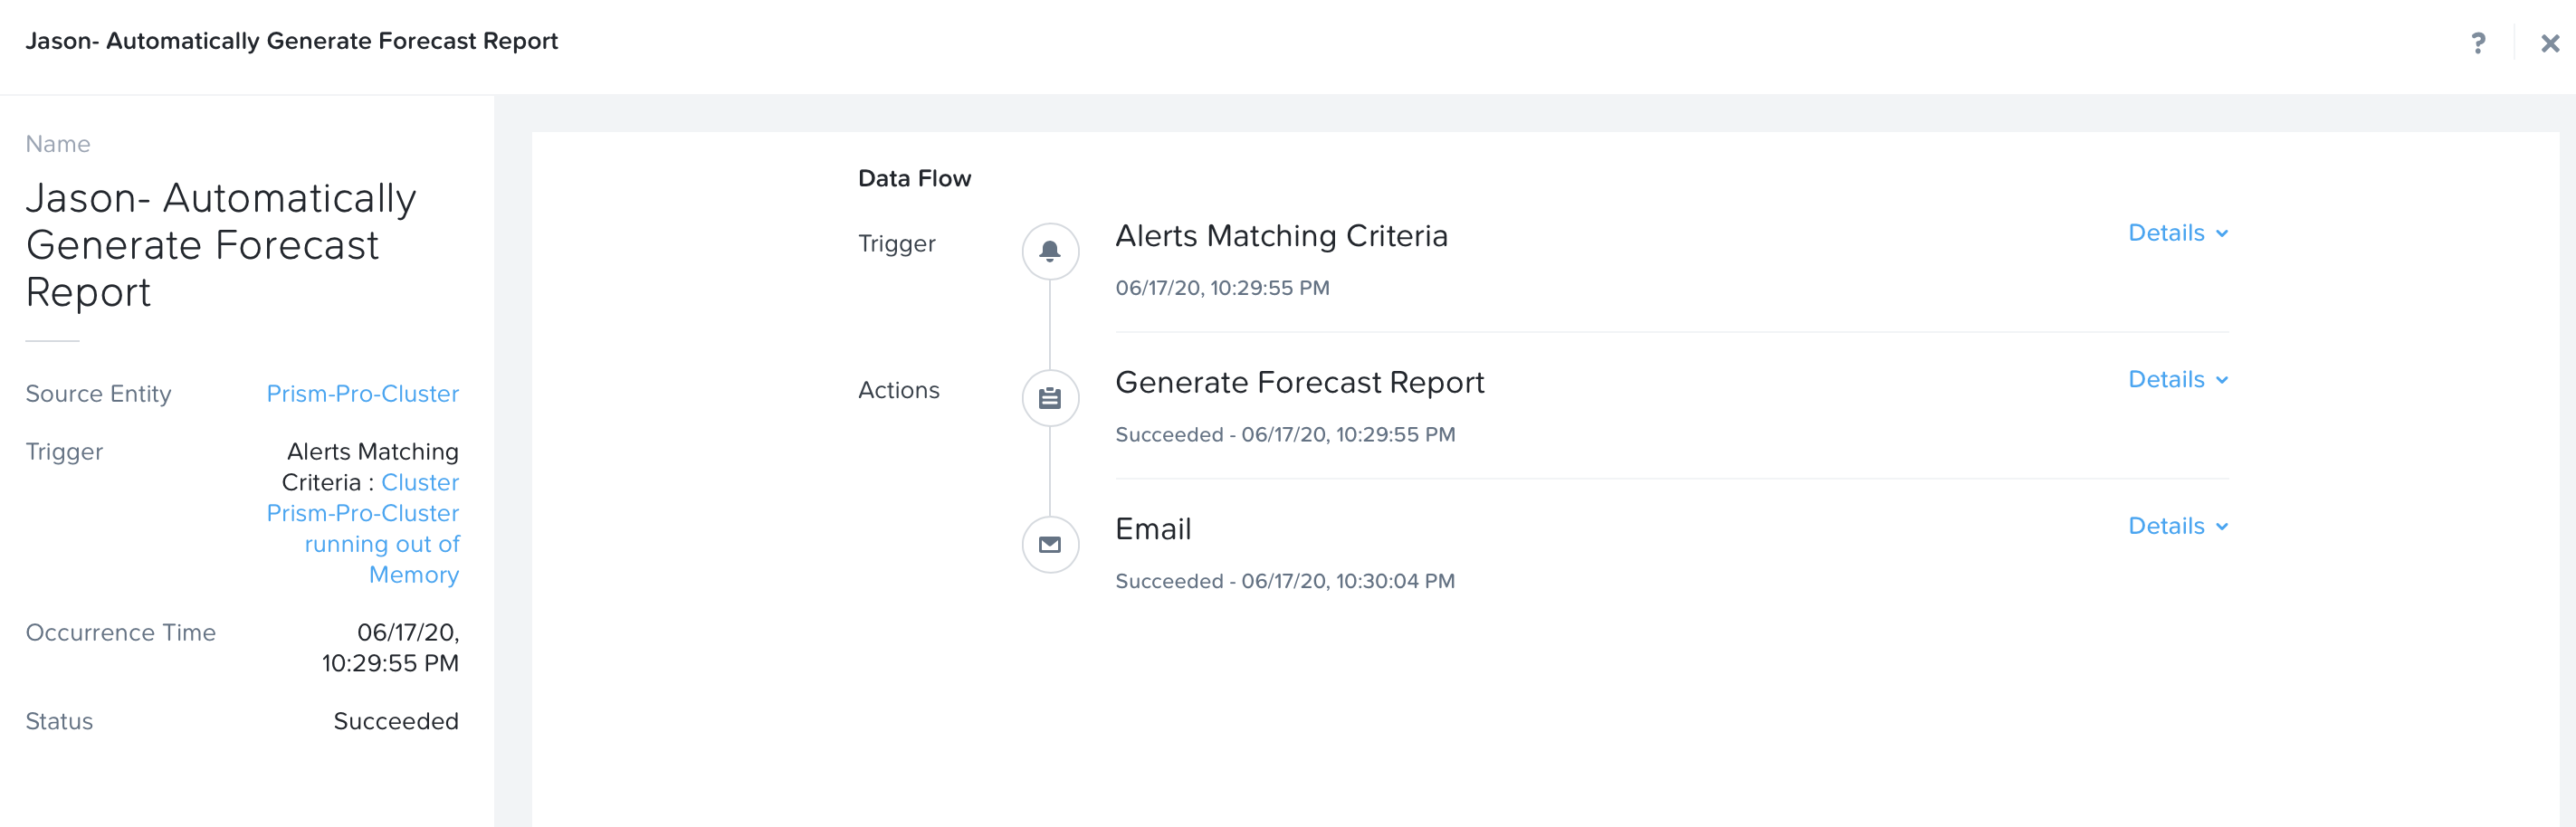 Jason- Automatically Generate Forecast Report
?
Name
Jason- Automatically
Generate Forecast
Report
Source Entity Prism-Pro-Cluster
Trigger Alerts Matching
Criteria : Cluster
Prism-Pro-Cluster
running out of
Memory
Occurrence Time 06/17/20,
10:29:55 PM
Status Succeeded
Data Flow
Trigger Alerts Matching Criteria Details
06/17/20, 10:29:55 PM
Actions Generate Forecast Report Details
Succeeded - 06/17/20, 10:29:55 PM
Email Details
Succeeded - 06/17/20, 10:30:04 PM